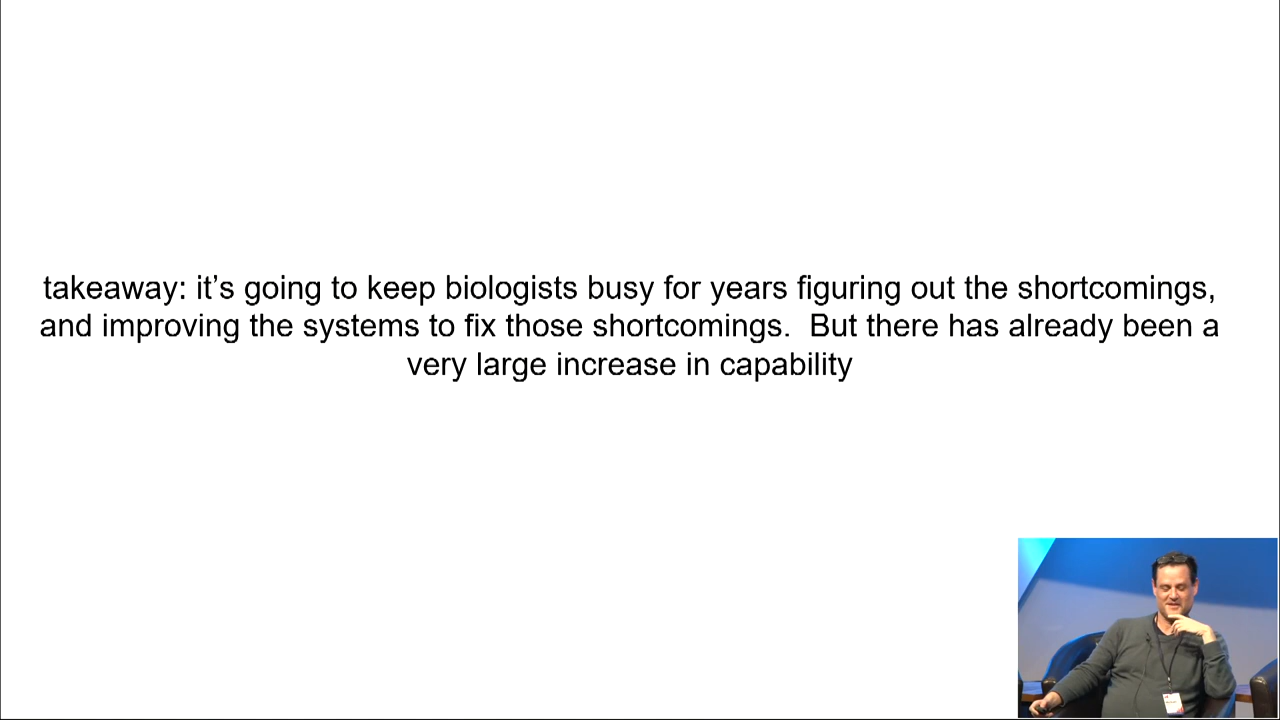 takeaway: it’s going to keep biologists busy for years figuring out the shortcomings,
and improving the systems to fix those shortcomings.  But there has already been a
very large increase in capability